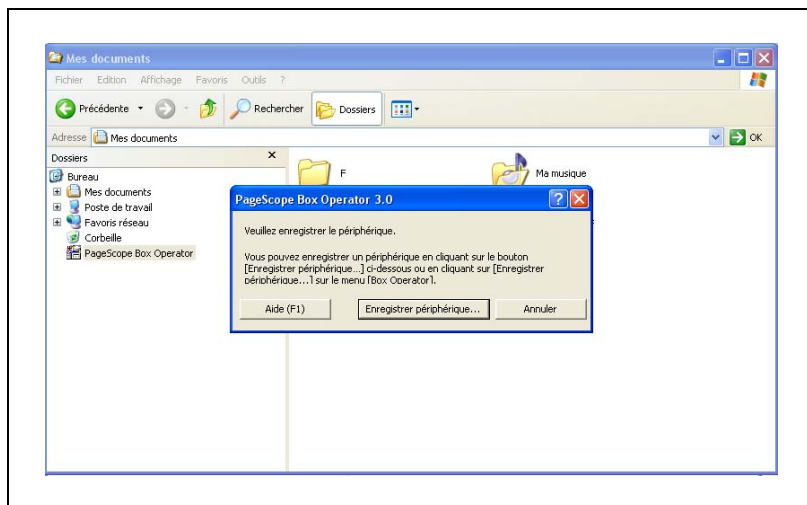 Mes documents
Fichier Edition Affichage Favoris Outils ?
Précédente Rechercher Dossiers
Adresse Mes documents OK
Dossiers X
Bureau
Mes documents
Poste de travail
Favoris réseau
Corbeille
PageScope Box Operator
F
Ma musique
PageScope Box Operator 3.0
Veuillez enregistrer le périphérique.
Vous pouvez enregistrer un périphérique en cliquant sur le bouton
[Enregistrer périphérique...] ci-dessous ou en cliquant sur [Enregistrer
périphérique...] sur le menu [Box Operator].
Aide (F1) Enregistrer périphérique... Annuler